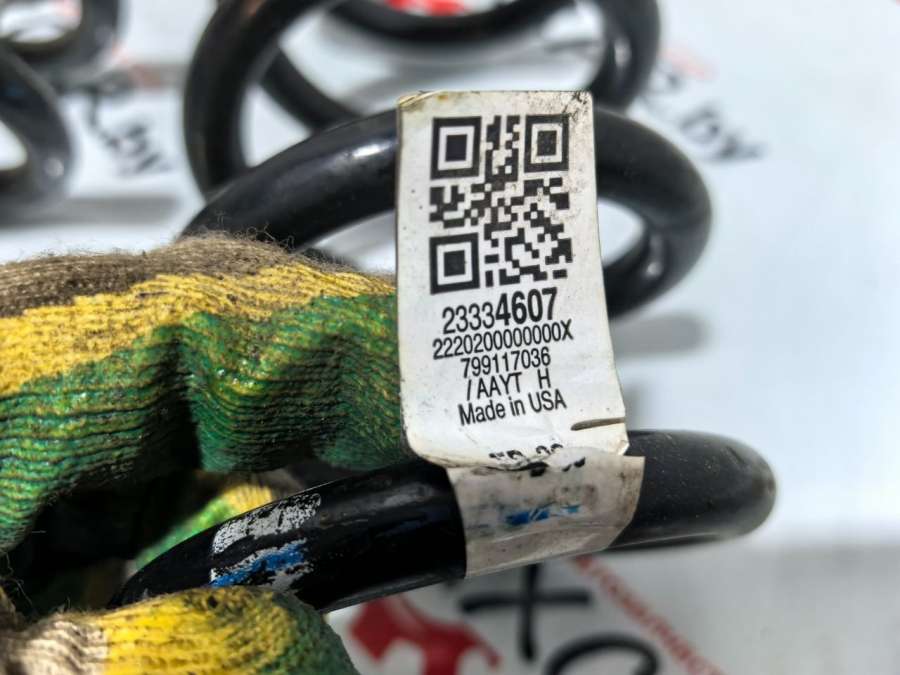 23334607
2220200000000X
799117036
/AAYT H
Made in USA